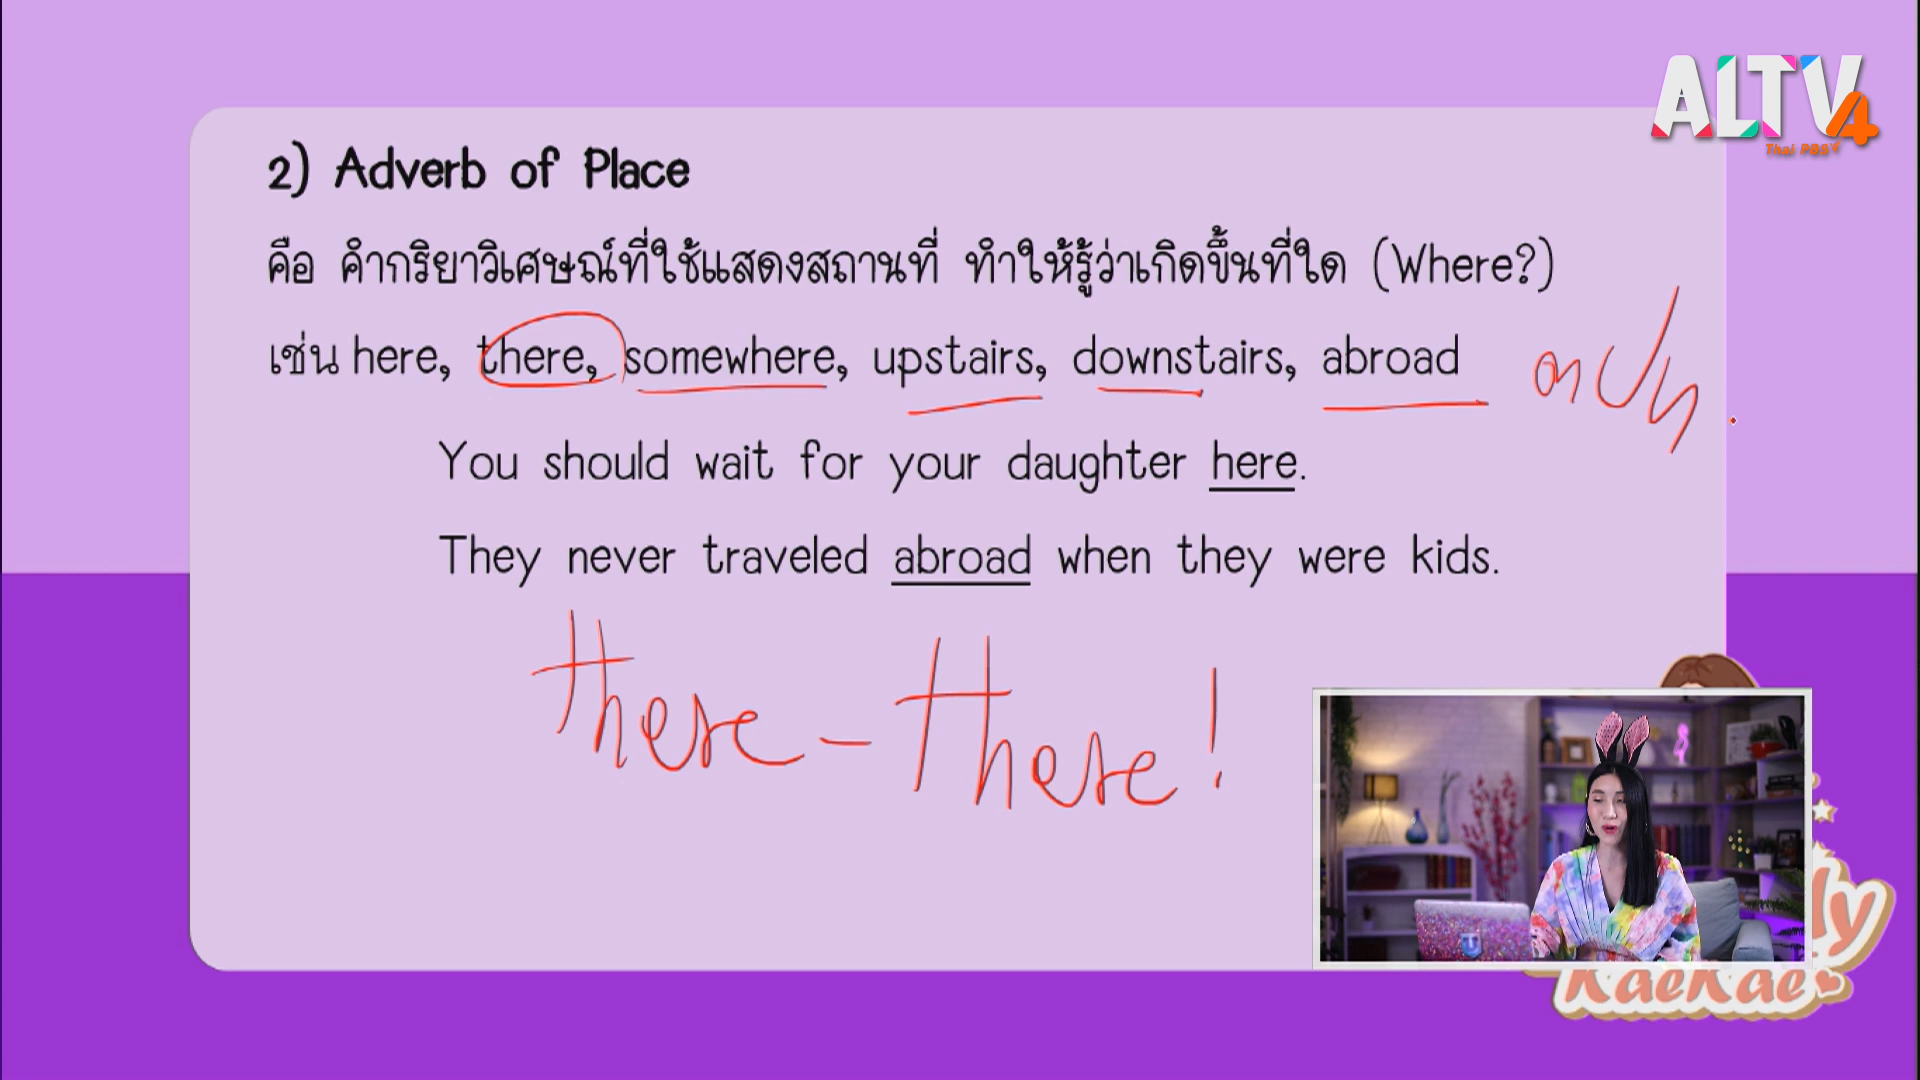 ALTV4
Thai PBS
2) Adverb of Place
คือ คำกริยาวิเศษณ์ที่ใช้แสดงสถานที่ ทำให้รู้ว่าเกิดขึ้นที่ใด (Where?)
เช่น here, there, somewhere, upstairs, downstairs, abroad
You should wait for your daughter here.
They never traveled abroad when they were kids.
there - there!
ly
KaeKae